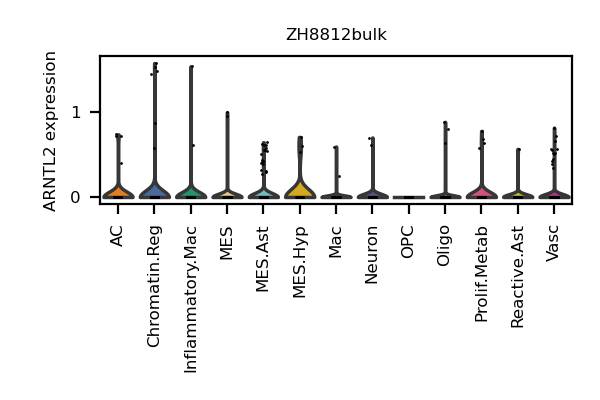 ZH8812bulk
ARNTL2 expression
1
0
AC
Chromatin.Reg
Inflammatory.Mac
MES
MES.Ast
MES.Hyp
Mac
Neuron
OPC
Oligo
Prolif.Metab
Reactive.Ast
Vasc